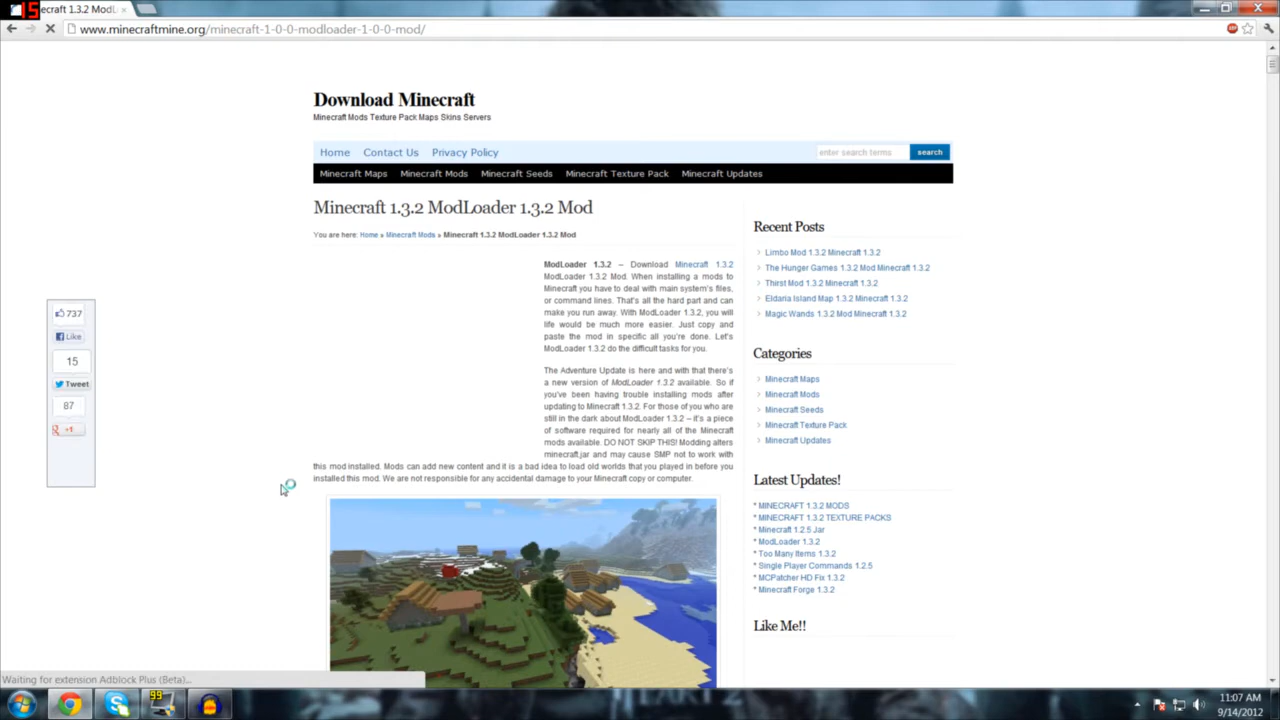 15
ecraft 1.3.2 ModL
www.minecraftmine.org/minecraft-1-0-0-modloader-1-0-0-mod/
Download Minecraft
Minecraft Mods Texture Pack Maps Skins Servers
Home Contact Us Privacy Policy
enter search terms search
Minecraft Maps Minecraft Mods Minecraft Seeds Minecraft Texture Pack Minecraft Updates
Minecraft 1.3.2 ModLoader 1.3.2 Mod
You are here: Home » Minecraft Mods » Minecraft 1.3.2 ModLoader 1.3.2 Mod
ModLoader 1.3.2 – Download Minecraft 1.3.2
ModLoader 1.3.2 Mod. When installing a mods to
Minecraft you have to deal with main system's files,
or command lines. That's all the hard part and can
make you run away. With ModLoader 1.3.2, you will
life would be much more easier. Just copy and
paste the mod in specific all you're done. Let's
ModLoader 1.3.2 do the difficult tasks for you.
The Adventure Update is here and with that there's
a new version of ModLoader 1.3.2 available. So if
you've been having trouble installing mods after
updating to Minecraft 1.3.2. For those of you who are
still in the dark about ModLoader 1.3.2 – it's a piece
of software required for nearly all of the Minecraft
mods available. DO NOT SKIP THIS! Modding alters
minecraft.jar and may cause SMP not to work with
this mod installed. Mods can add new content and it is a bad idea to load old worlds that you played in before you
installed this mod. We are not responsible for any accidental damage to your Minecraft copy or computer.
737
Like
15
Tweet
87
+1
Recent Posts
Limbo Mod 1.3.2 Minecraft 1.3.2
The Hunger Games 1.3.2 Mod Minecraft 1.3.2
Thirst Mod 1.3.2 Minecraft 1.3.2
Eldaria Island Map 1.3.2 Minecraft 1.3.2
Magic Wands 1.3.2 Mod Minecraft 1.3.2
Categories
Minecraft Maps
Minecraft Mods
Minecraft Seeds
Minecraft Texture Pack
Minecraft Updates
Latest Updates!
* MINECRAFT 1.3.2 MODS
* MINECRAFT 1.3.2 TEXTURE PACKS
* Minecraft 1.2.5 Jar
* ModLoader 1.3.2
* Too Many Items 1.3.2
* Single Player Commands 1.2.5
* MCPatcher HD Fix 1.3.2
* Minecraft Forge 1.3.2
Like Me!!
Waiting for extension Adblock Plus (Beta)...
99
11:07 AM
9/14/2012